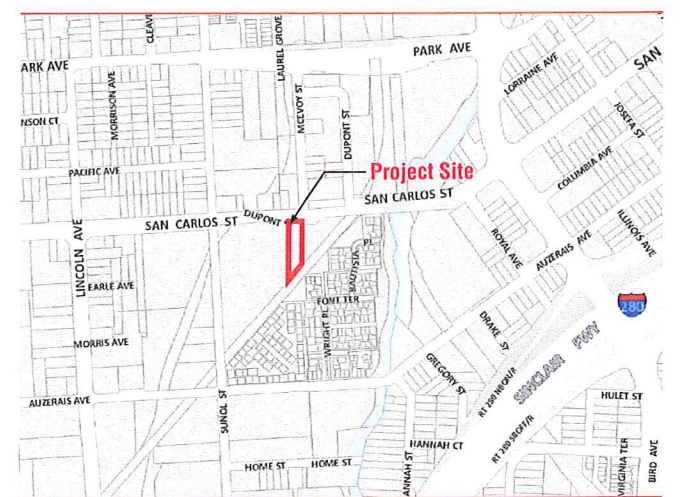 CLEAV
LAUREL GROVE
PARK AVE
SAN
ARK AVE
LORRAINE AVE
MORRISON AVE
MCEVOY ST
DUPONT ST
JOSEFA ST
NSON CT
COLUMBIA AVE
PACIFIC AVE
Project Site
SAN CARLOS ST
DUPONT
SAN CARLOS ST
LINCOLN AVE
ILLINOIS AVE
ROYAL AVE
AUZERAIS AVE
PL
BAUTISTA
EARLE AVE
FONT TER
280
WRIGHT PL
DRAKE ST
SINCLAIR FWY
MORRIS AVE
GREGORY ST
RT 280 NBON/R
HULET ST
AUZERAIS AVE
SUNOL ST
RT 280 SBOFF/R
HANNAH CT
HOME ST
HOME ST
ANNAH ST
VIRGINIA TER
BIRD AVE